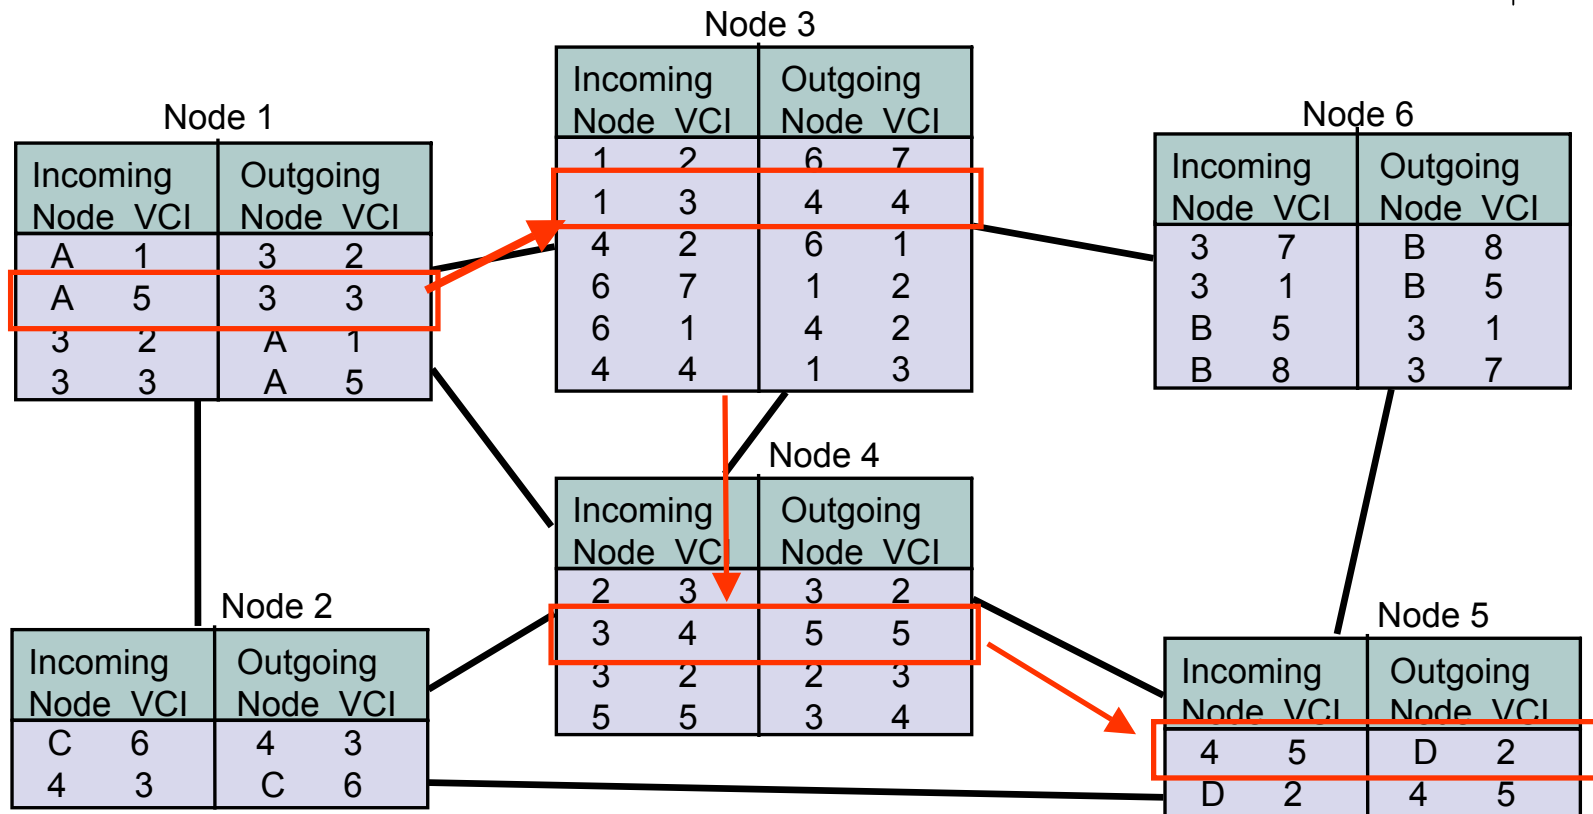 Node 3
Incoming Outgoing
Node VCI Node VCI
1 2 6 7
1 3 4 4
4 2 6 1
6 7 1 2
6 1 4 2
4 4 1 3
Node 1
Incoming Outgoing
Node VCI Node VCI
A 1 3 2
A 5 3 3
3 2 A 1
3 3 A 5
Node 6
Incoming Outgoing
Node VCI Node VCI
3 7 B 8
3 1 B 5
B 5 3 1
B 8 3 7
Node 4
Incoming Outgoing
Node VCI Node VCI
2 3 3 2
3 4 5 5
3 2 2 3
5 5 3 4
Node 2
Incoming Outgoing
Node VCI Node VCI
C 6 4 3
4 3 C 6
Node 5
Incoming Outgoing
Node VCI Node VCI
4 5 D 2
D 2 4 5